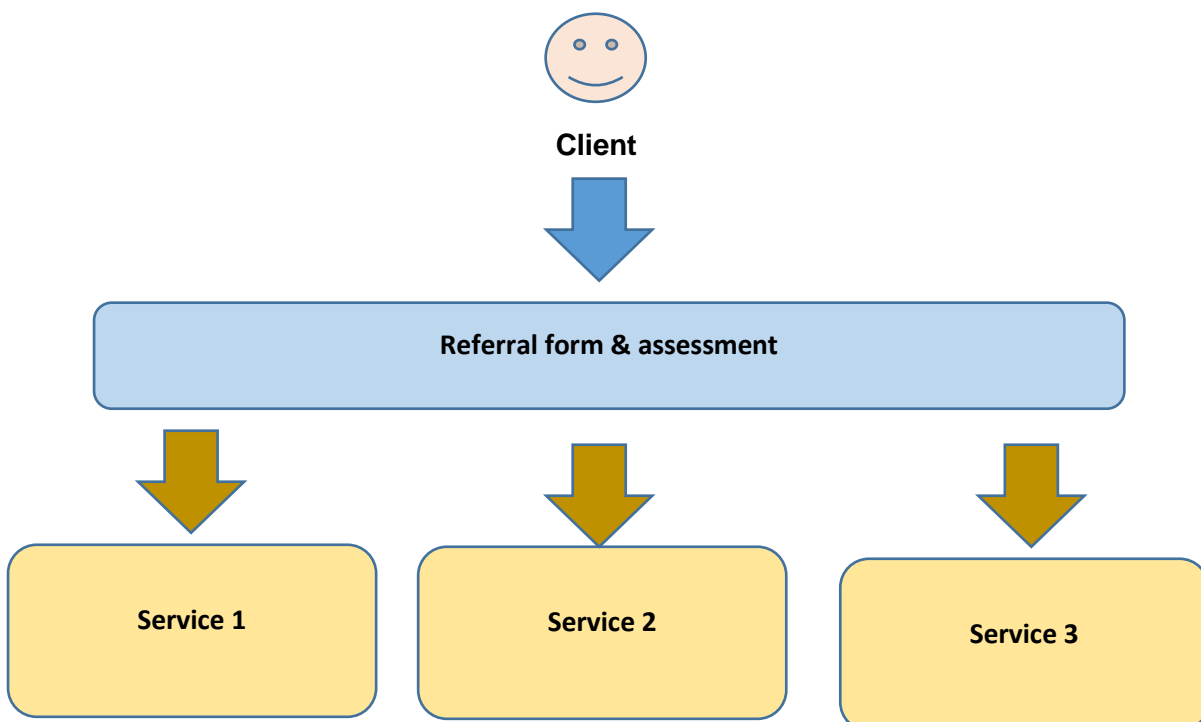 Client
Referral form & assessment
Service 1
Service 2
Service 3